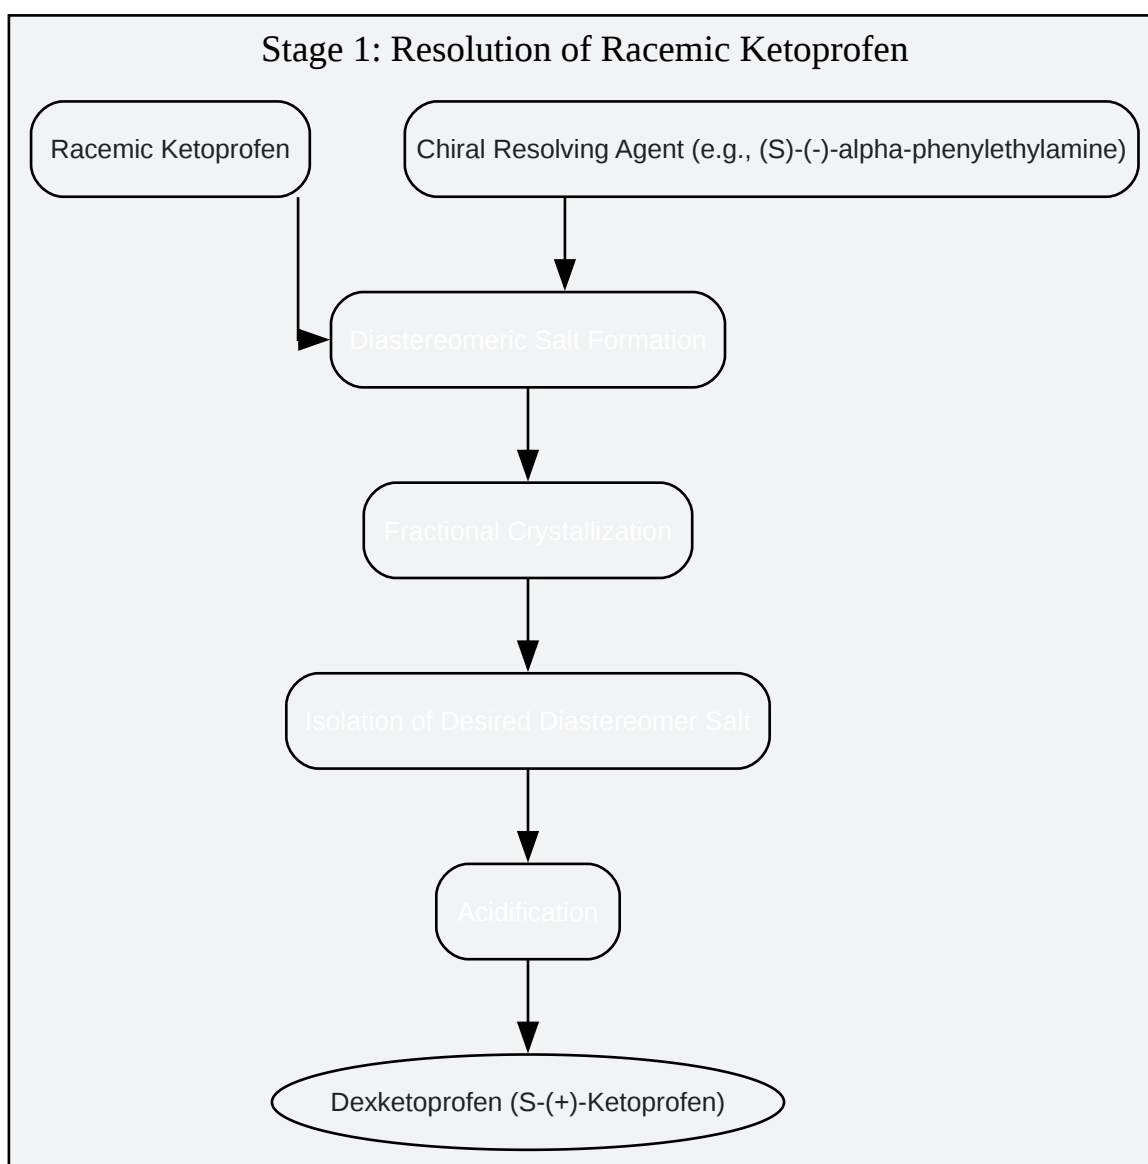 Stage 1: Resolution of Racemic Ketoprofen
Racemic Ketoprofen
Chiral Resolving Agent (e.g., (S)-(-)-alpha-phenylethylamine)
Diastereomeric Salt Formation
Fractional Crystallization
Isolation of Desired Diastereomer Salt
Acidification
Dexketoprofen (S-(+)-Ketoprofen)